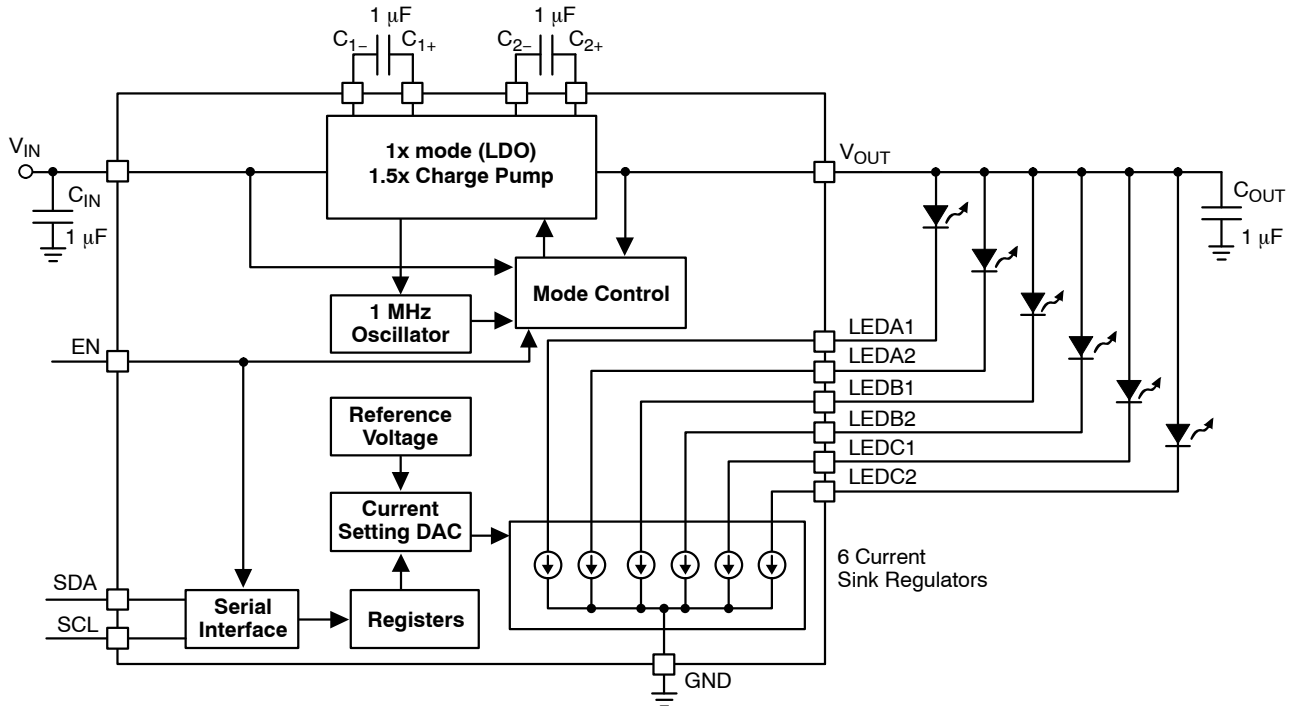 1 μF
1 μF
C1− C1+ C2− C2+
VIN
1x mode (LDO)
1.5x Charge Pump
VOUT
CIN
1 μF
COUT
1 μF
Mode Control
1 MHz
Oscillator
EN
LEDA1
LEDA2
LEDB1
LEDB2
LEDC1
LEDC2
Reference
Voltage
Current
Setting DAC
6 Current
Sink Regulators
SDA
SCL
Serial
Interface
Registers
GND